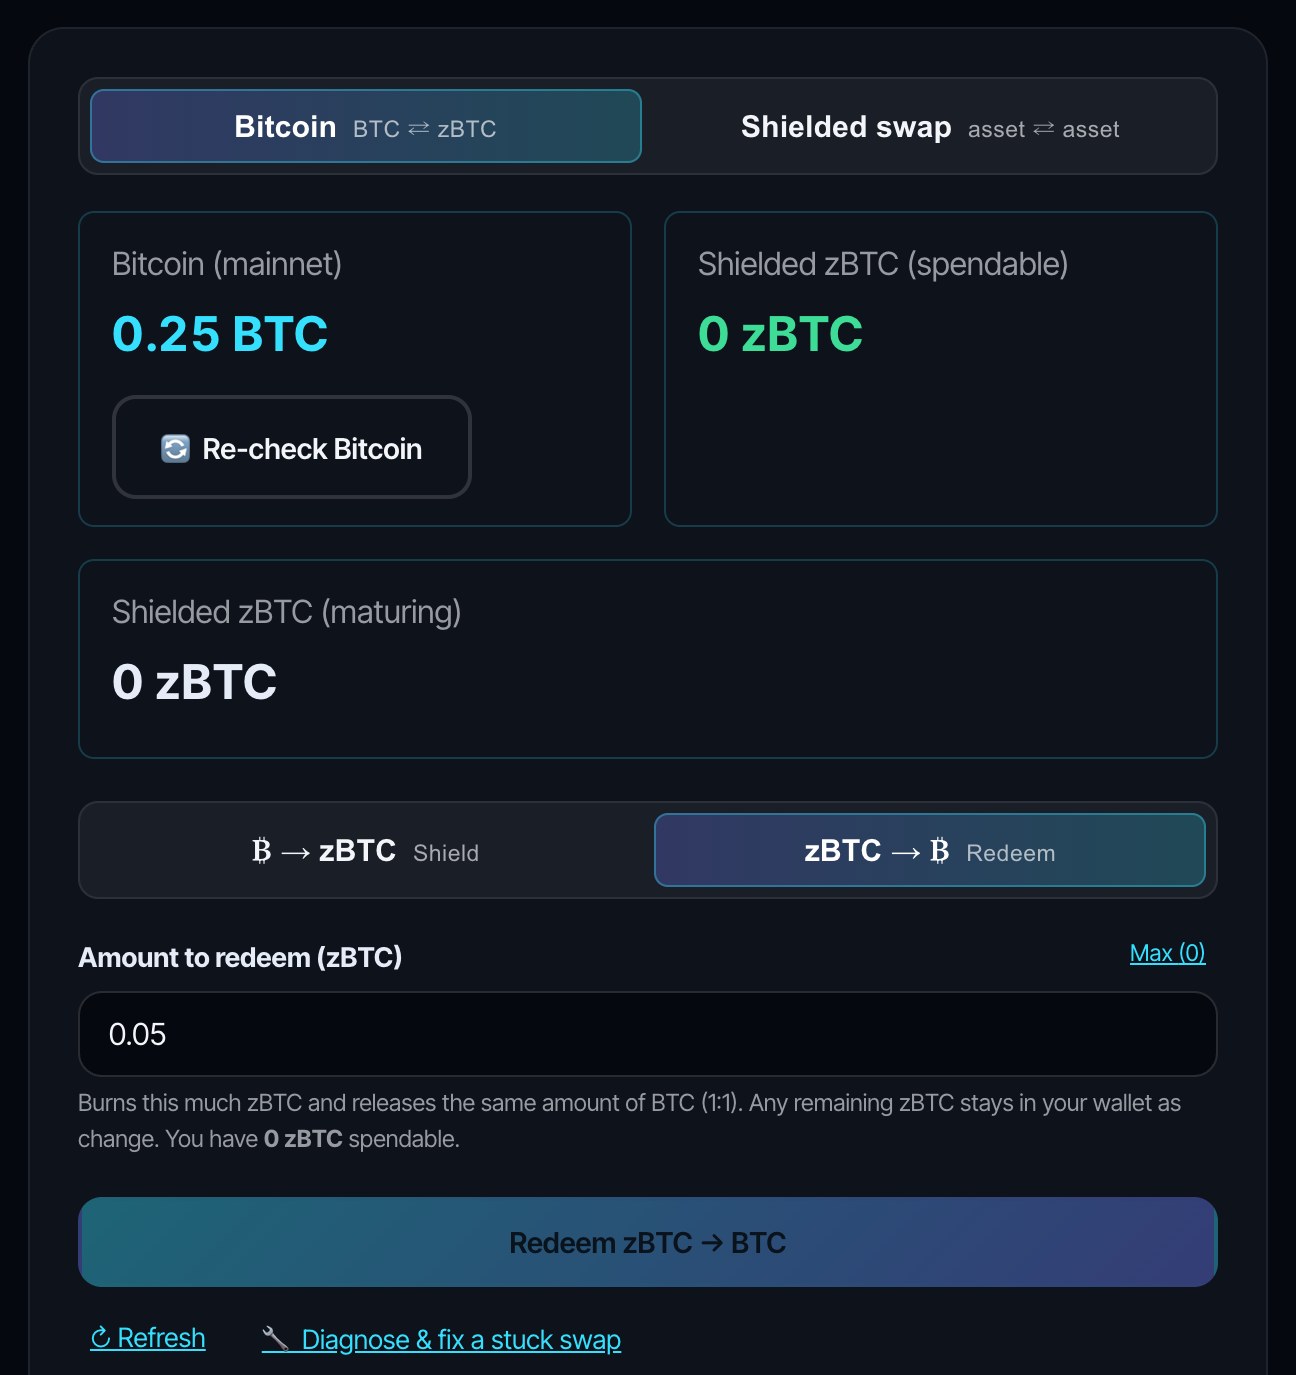 Bitcoin BTC ⇄ zBTC
Shielded swap asset ⇄ asset
Bitcoin (mainnet)
0.25 BTC
🔄 Re-check Bitcoin
Shielded zBTC (spendable)
0 zBTC
Shielded zBTC (maturing)
0 zBTC
₿ → zBTC Shield
zBTC → ₿ Redeem
Amount to redeem (zBTC)
Max (0)
0.05
Burns this much zBTC and releases the same amount of BTC (1:1). Any remaining zBTC stays in your wallet as
change. You have 0 zBTC spendable.
Redeem zBTC → BTC
↻ Refresh
🔧 Diagnose & fix a stuck swap